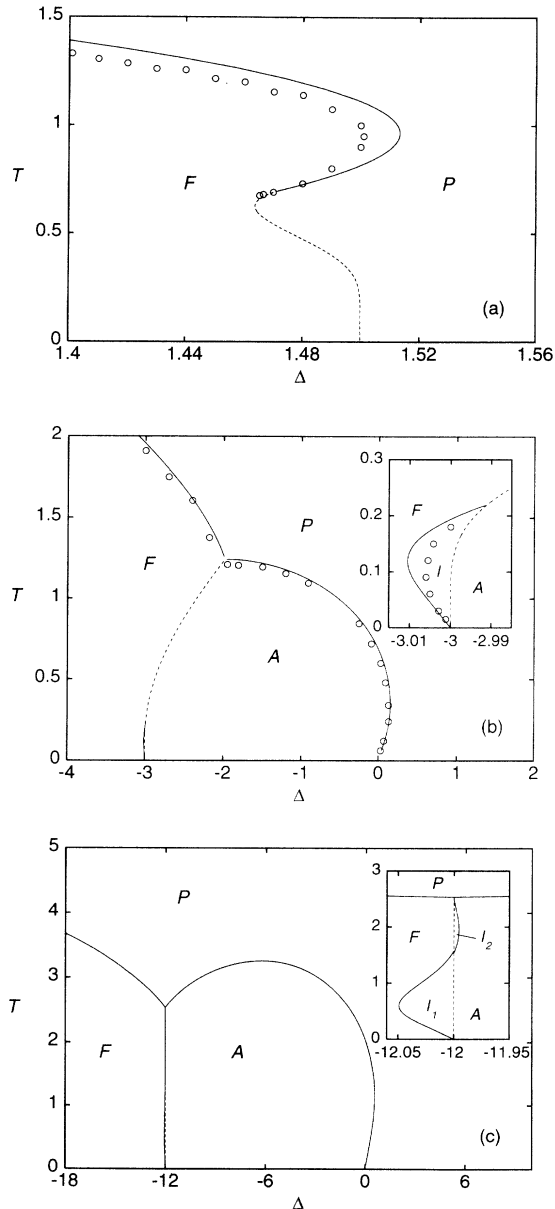 1.5
1
T
F
P
0.5
(a)
0
1.4 1.44 1.48 1.52 1.56
Δ
2
0.3
F
1.5
0.2
P
F
I
T
0.1
A
1
0
-3.01 -3 -2.99
A
0.5
(b)
0
-4 -3 -2 -1 0 1 2
Δ
5
3
P
4
P
2
F
I2
T
3
1
I1
A
2
0
-12.05 -12 -11.95
F
A
1
(c)
0
-18 -12 -6 0 6
Δ